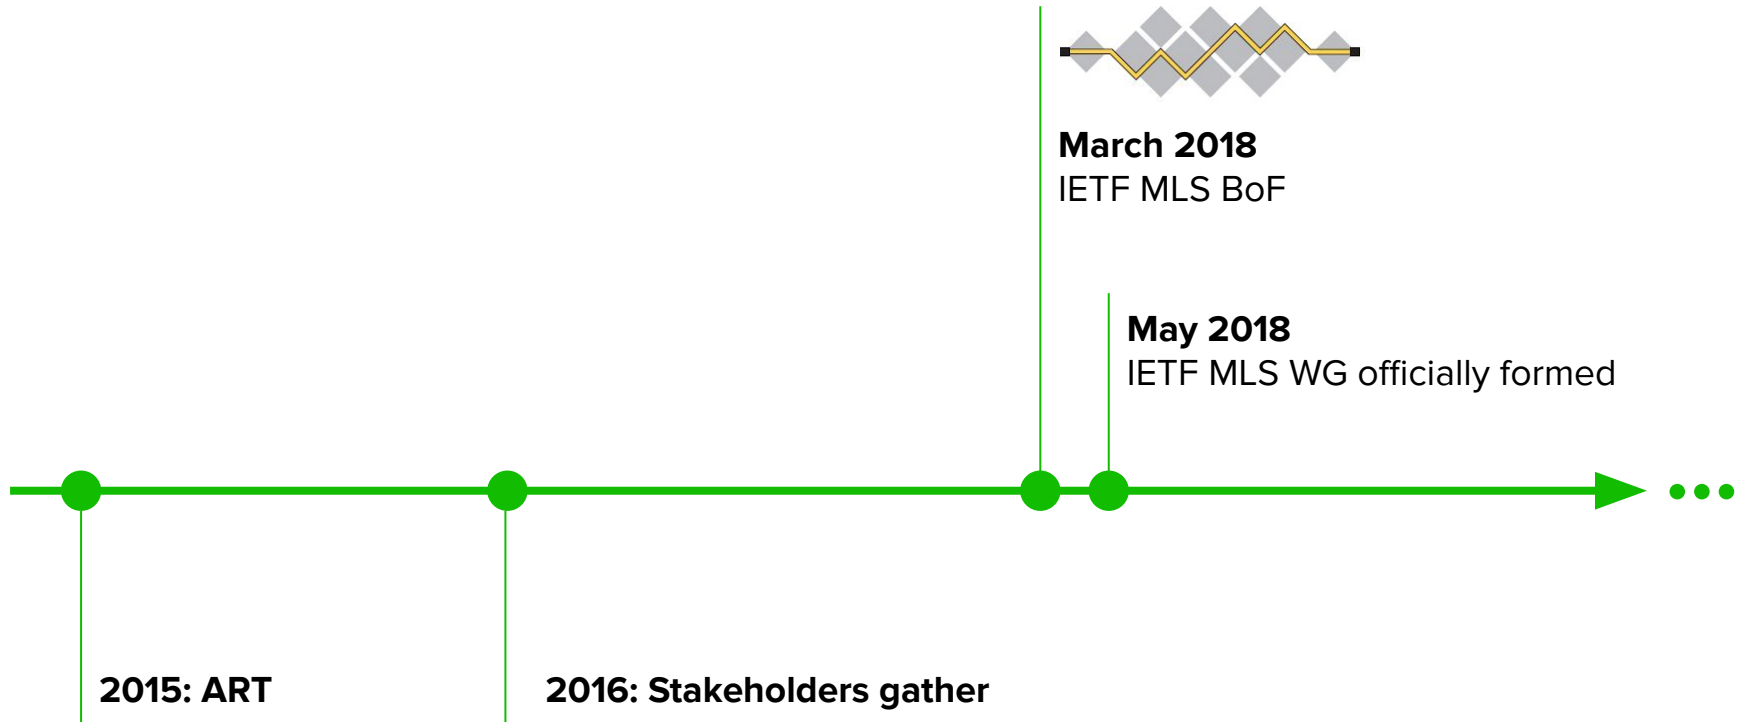 March 2018
IETF MLS BoF
May 2018
IETF MLS WG officially formed
2015: ART
2016: Stakeholders gather